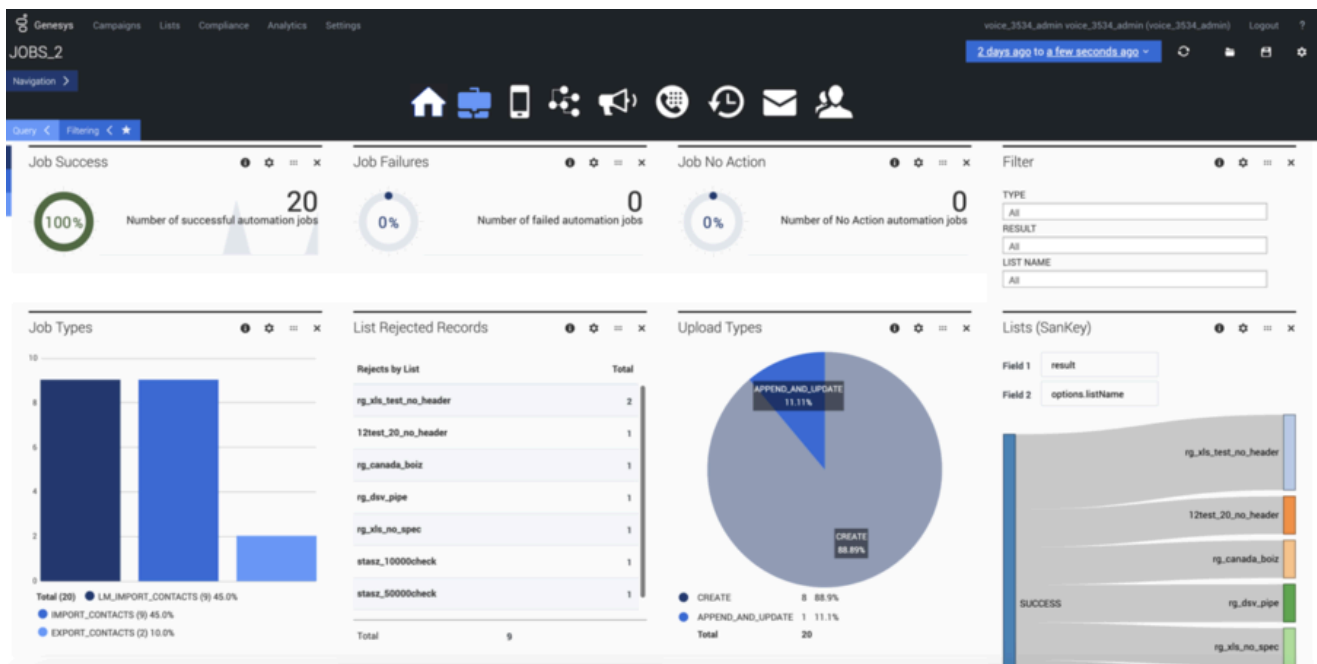 Genesys Campaigns Lists Compliance Analytics Settings voice_3534_admin voice_3534_admin (voice_3534_admin) Logout ?
JOBS_2 2 days ago to a few seconds ago
Navigation
Query Filtering
Job Success
100%
20
Number of successful automation jobs
Job Failures
0%
0
Number of failed automation jobs
Job No Action
0%
0
Number of No Action automation jobs
Filter
TYPE
All
RESULT
All
LIST NAME
All
Job Types
10
8
6
4
2
0
Total (20) LM_IMPORT_CONTACTS (9) 45.0%
IMPORT_CONTACTS (9) 45.0%
EXPORT_CONTACTS (2) 10.0%
List Rejected Records
Rejects by List Total
rg_xls_test_no_header 2
12test_20_no_header 1
rg_canada_boiz 1
rg_dsv_pipe 1
rg_xls_no_spec 1
stasz_10000check 1
stasz_50000check 1
Total 9
Upload Types
APPEND_AND_UPDATE
11.11%
CREATE
88.89%
CREATE 8 88.9%
APPEND_AND_UPDATE 1 11.1%
Total 20
Lists (SanKey)
Field 1 result
Field 2 options.listName
SUCCESS
rg_xls_test_no_header
12test_20_no_header
rg_canada_boiz
rg_dsv_pipe
rg_xls_no_spec